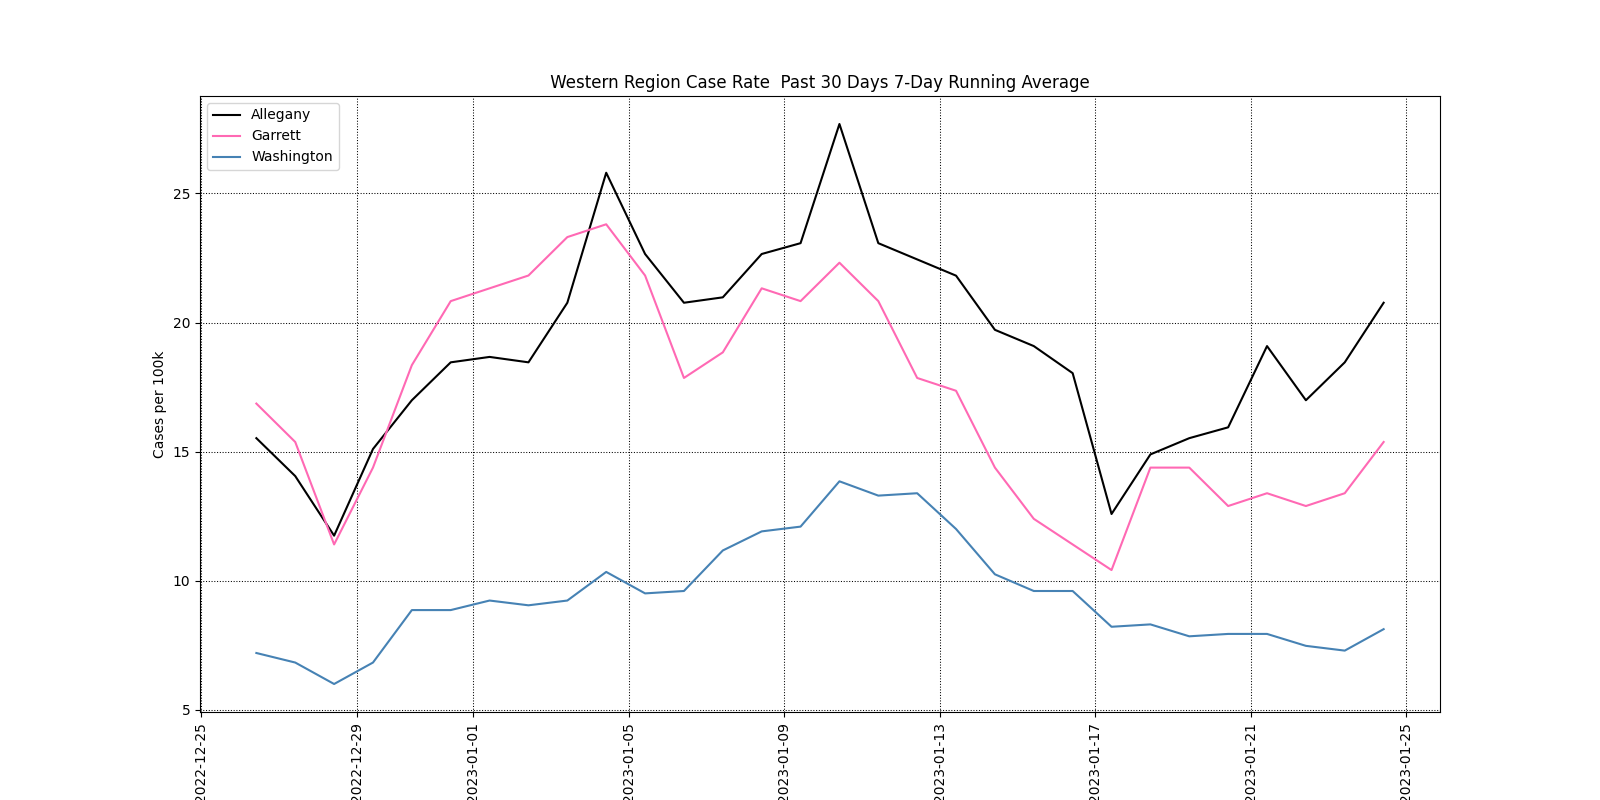 Western Region Case Rate  Past 30 Days 7-Day Running Average
Allegany
Garrett
Washington
Cases per 100k
25
20
15
10
5
2022-12-25
2022-12-29
2023-01-01
2023-01-05
2023-01-09
2023-01-13
2023-01-17
2023-01-21
2023-01-25